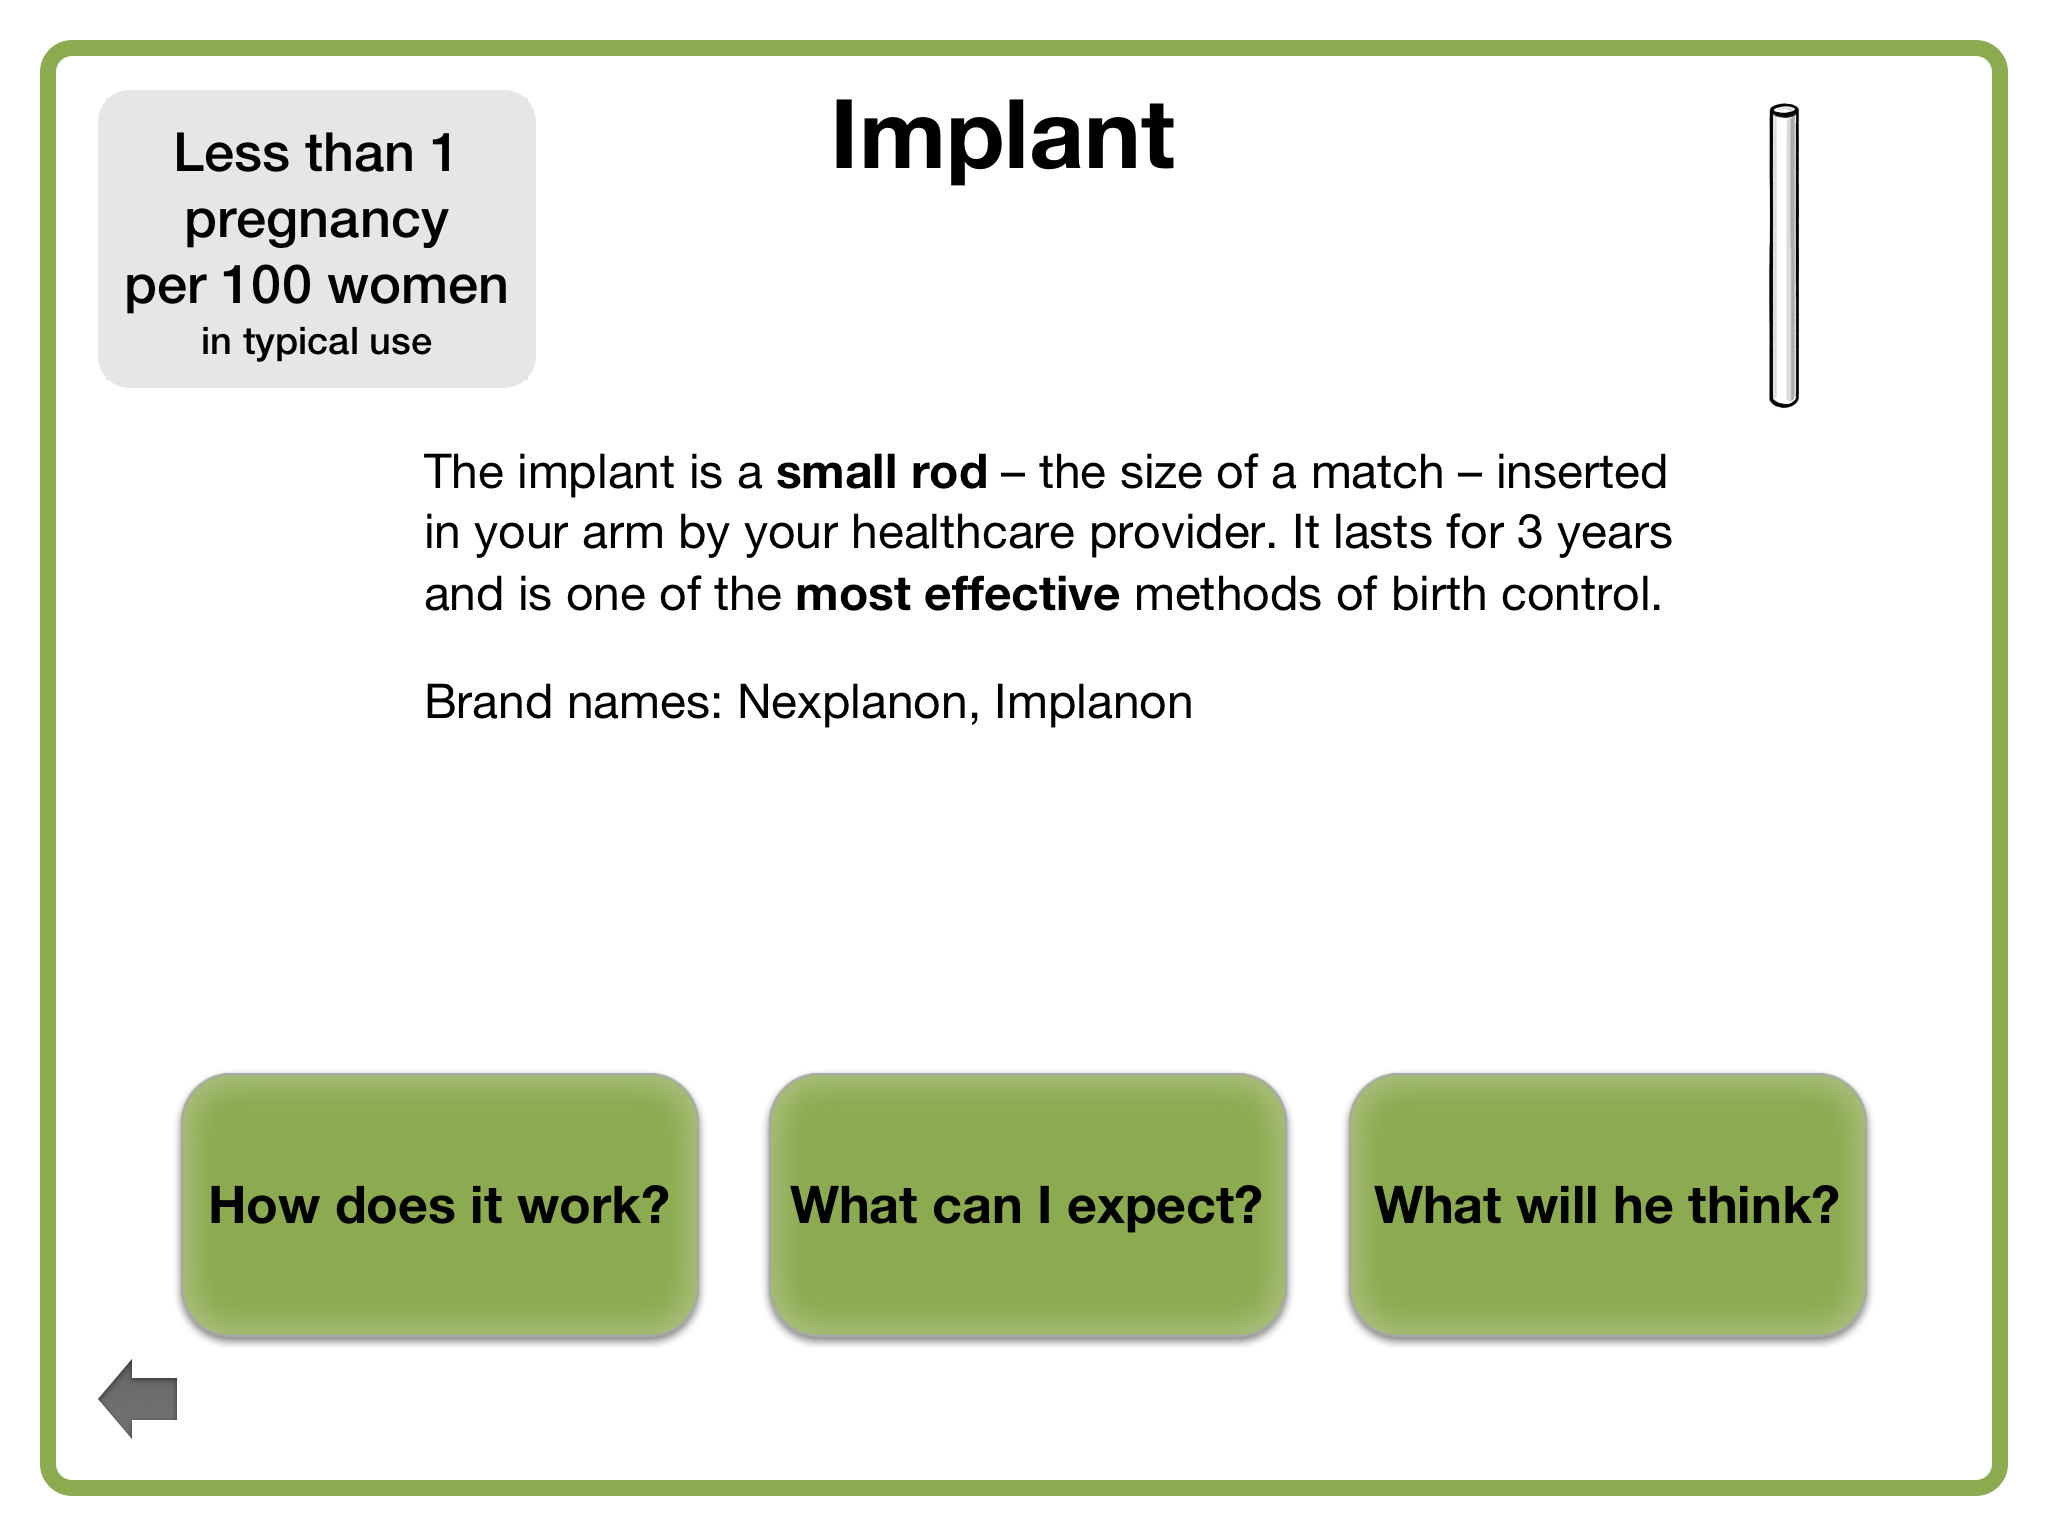 Less than 1
pregnancy
per 100 women
in typical use
Implant
The implant is a small rod – the size of a match – inserted
in your arm by your healthcare provider. It lasts for 3 years
and is one of the most effective methods of birth control.
Brand names: Nexplanon, Implanon
How does it work?
What can I expect?
What will he think?